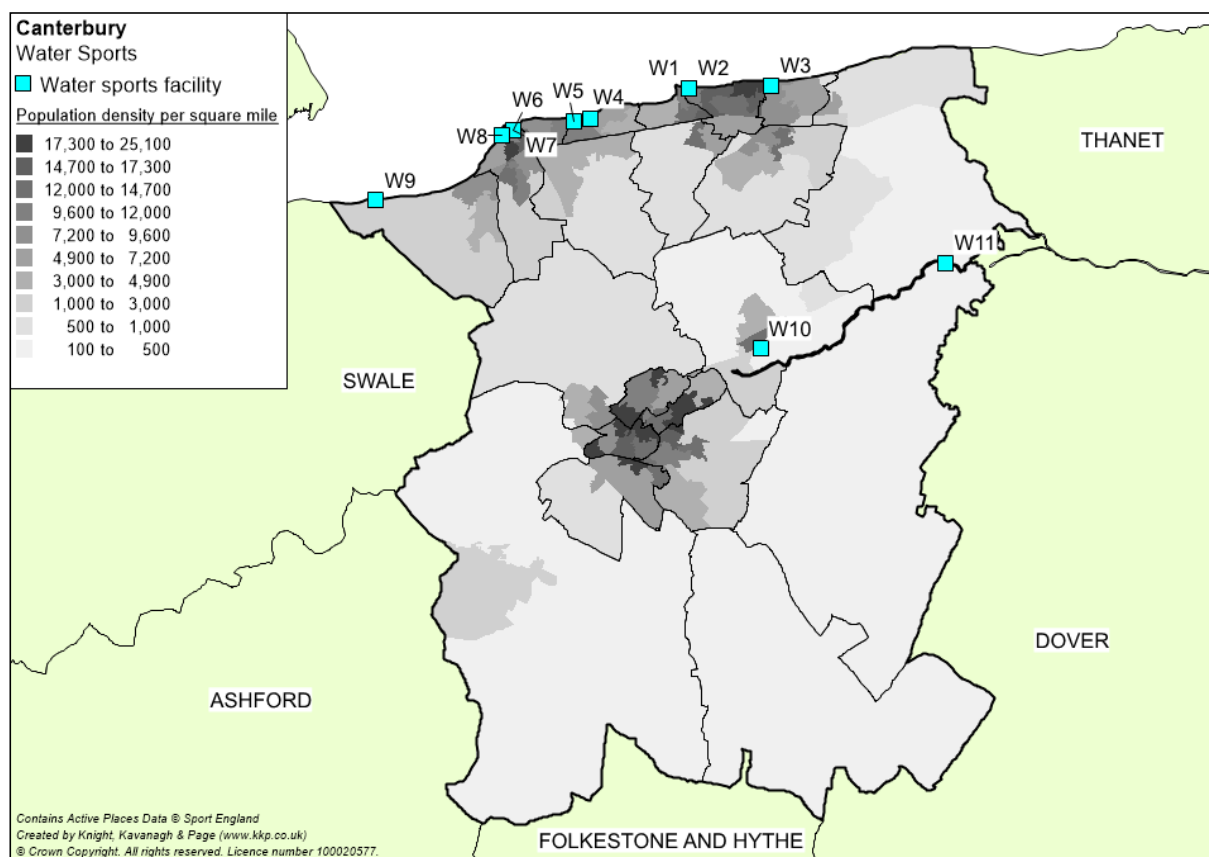 Canterbury
Water Sports
Water sports facility
Population density per square mile
17,300 to 25,100
14,700 to 17,300
12,000 to 14,700
9,600 to 12,000
7,200 to 9,600
4,900 to 7,200
3,000 to 4,900
1,000 to 3,000
500 to 1,000
100 to 500
W1
W2
W3
W5
W4
W6
W8
W7
THANET
W9
W11
W10
SWALE
DOVER
ASHFORD
FOLKESTONE AND HYTHE
Contains Active Places Data © Sport England
Created by Knight, Kavanagh & Page (www.kkp.co.uk)
© Crown Copyright. All rights reserved. Licence number 100020577.